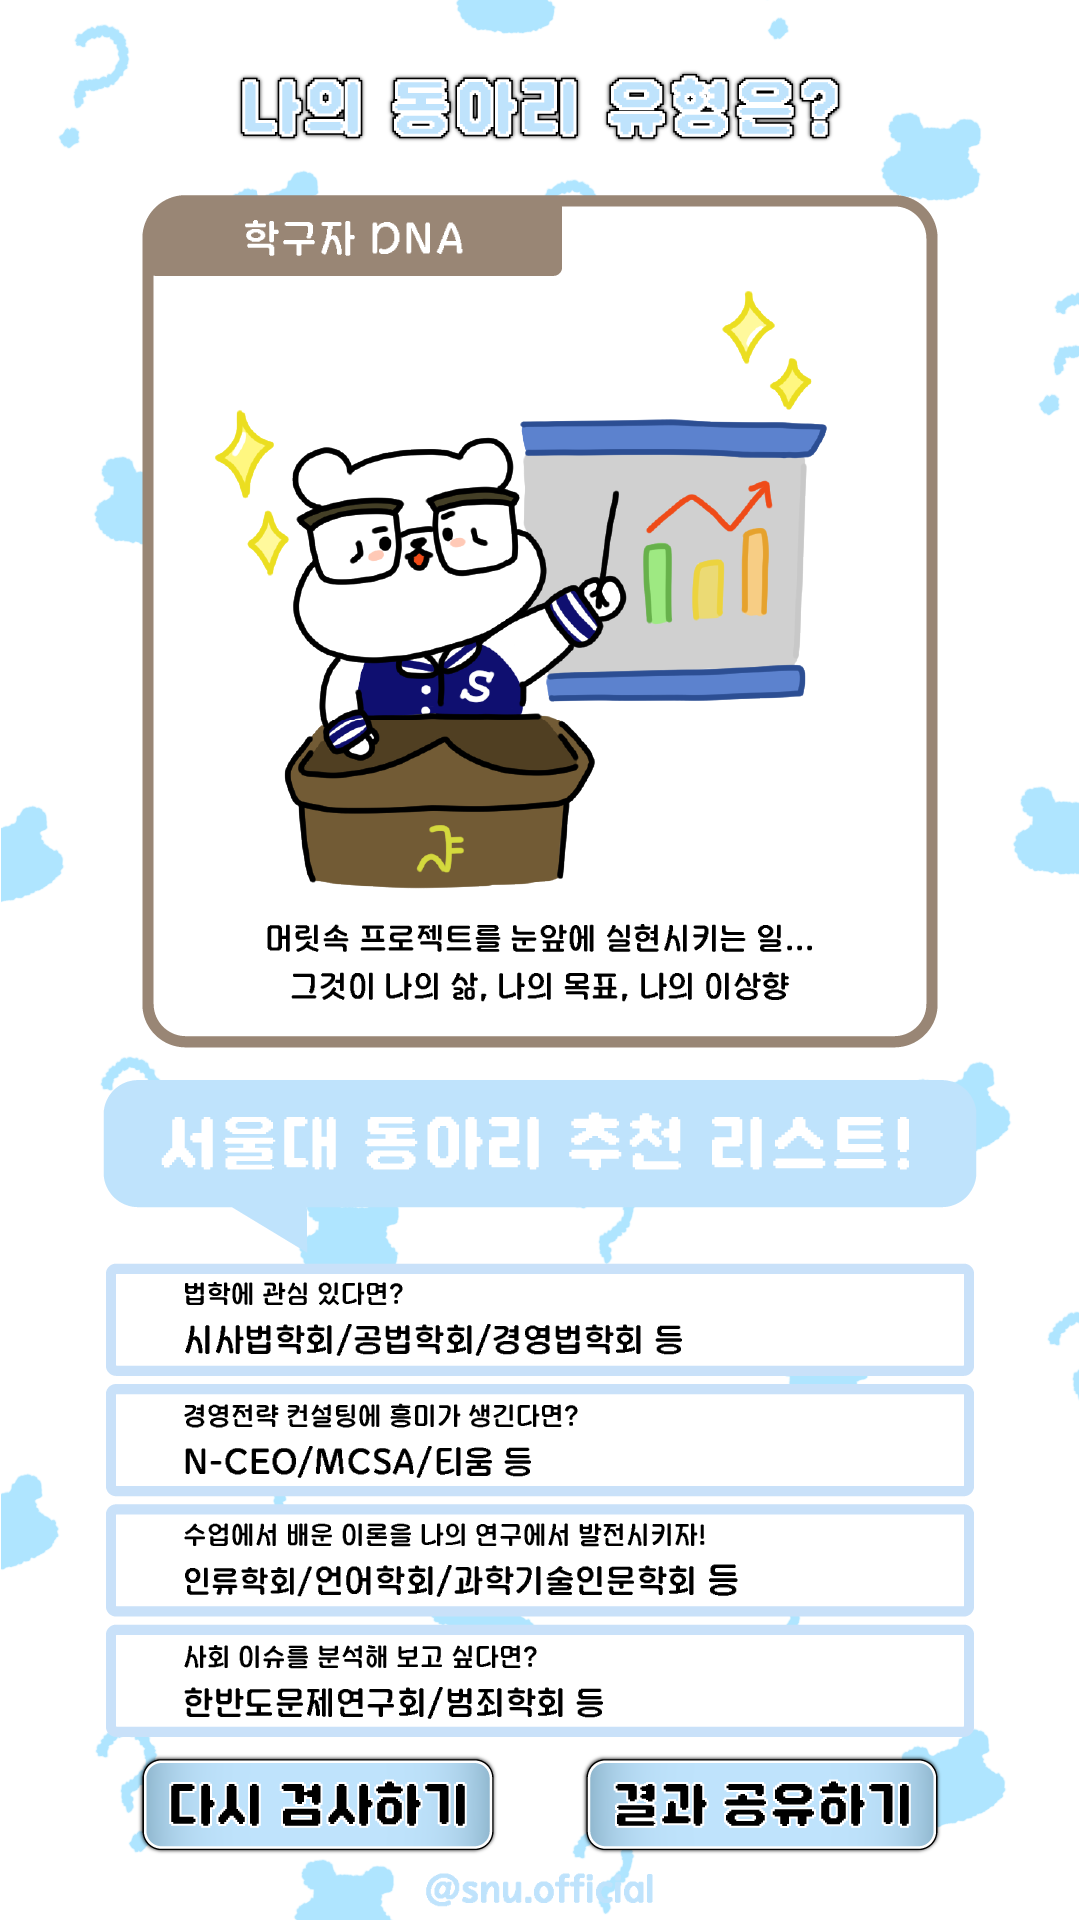 나의 동아리 유형은?
학구자 DNA
S
머릿속 프로젝트를 눈앞에 실현시키는 일...
그것이 나의 삶, 나의 목표, 나의 이상향
서울대 동아리 추천 리스트!
법학에 관심 있다면?
시사법학회/공법학회/경영법학회 등
경영전략 컨설팅에 흥미가 생긴다면?
N-CEO/MCSA/티움 등
수업에서 배운 이론을 나의 연구에서 발전시키자!
인류학회/언어학회/과학기술인문학회 등
사회 이슈를 분석해 보고 싶다면?
한반도문제연구회/범죄학회 등
다시 검사하기
결과 공유하기
@snu.official